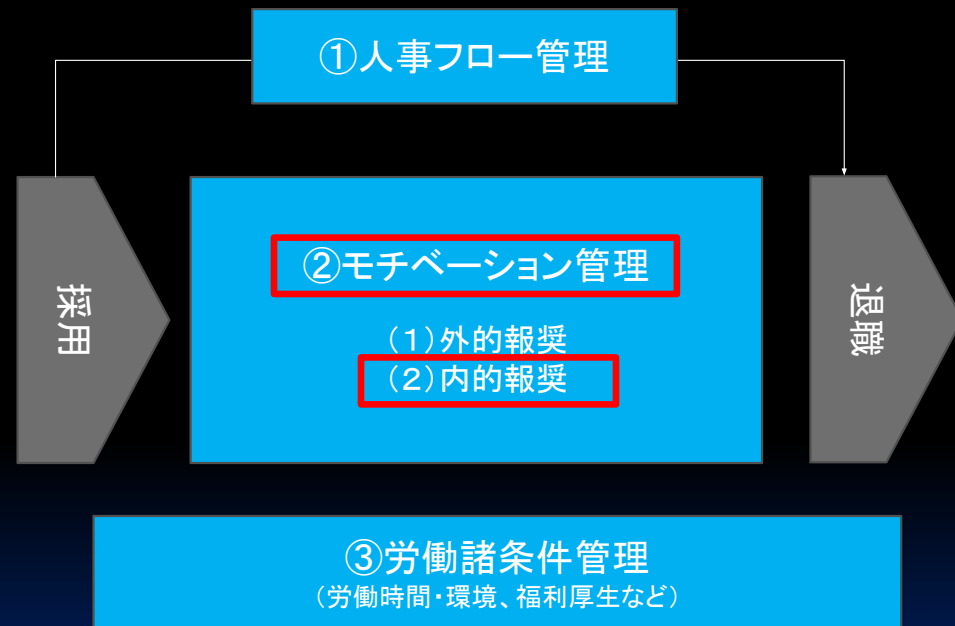 ①人事フロー管理
採用
②モチベーション管理
（１）外的報奨
（２）内的報奨
退職
③労働諸条件管理
（労働時間・環境、福利厚生など）